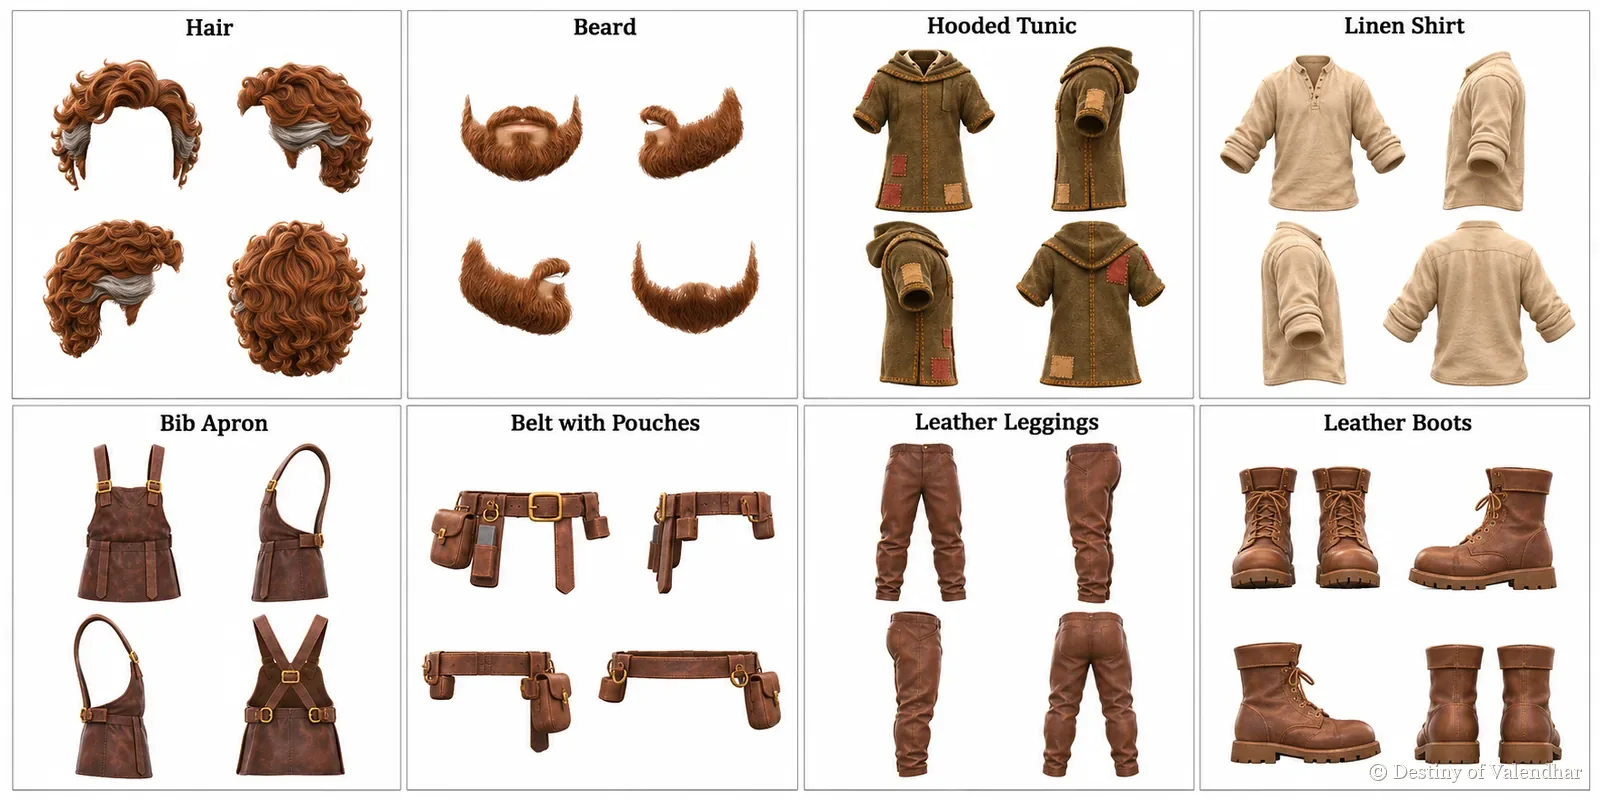 Hair
Beard
Hooded Tunic
Linen Shirt
Bib Apron
Belt with Pouches
Leather Leggings
Leather Boots
© Destiny of Valendhar